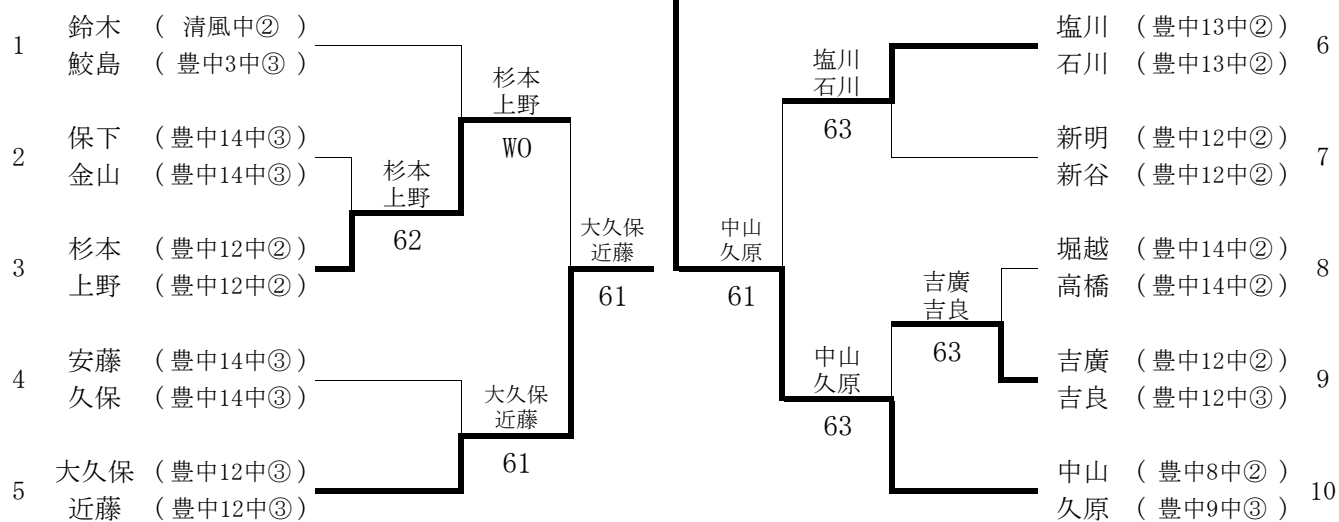 1
鈴木 ( 清風中② )
鮫島 ( 豊中3中③ )
2
保下 ( 豊中14中③ )
金山 ( 豊中14中③ )
3
杉本 ( 豊中12中② )
上野 ( 豊中12中② )
4
安藤 ( 豊中14中③ )
久保 ( 豊中14中③ )
5
大久保 ( 豊中12中③ )
近藤 ( 豊中12中③ )
杉本
上野
62
杉本
上野
WO
大久保
近藤
61
大久保
近藤
61
中山
久原
61
塩川
石川
63
中山
久原
63
吉廣
吉良
63
塩川 ( 豊中13中② )
石川 ( 豊中13中② )
6
新明 ( 豊中12中② )
新谷 ( 豊中12中② )
7
堀越 ( 豊中14中② )
高橋 ( 豊中14中② )
8
吉廣 ( 豊中12中② )
吉良 ( 豊中12中③ )
9
中山 ( 豊中8中② )
久原 ( 豊中9中③ )
10